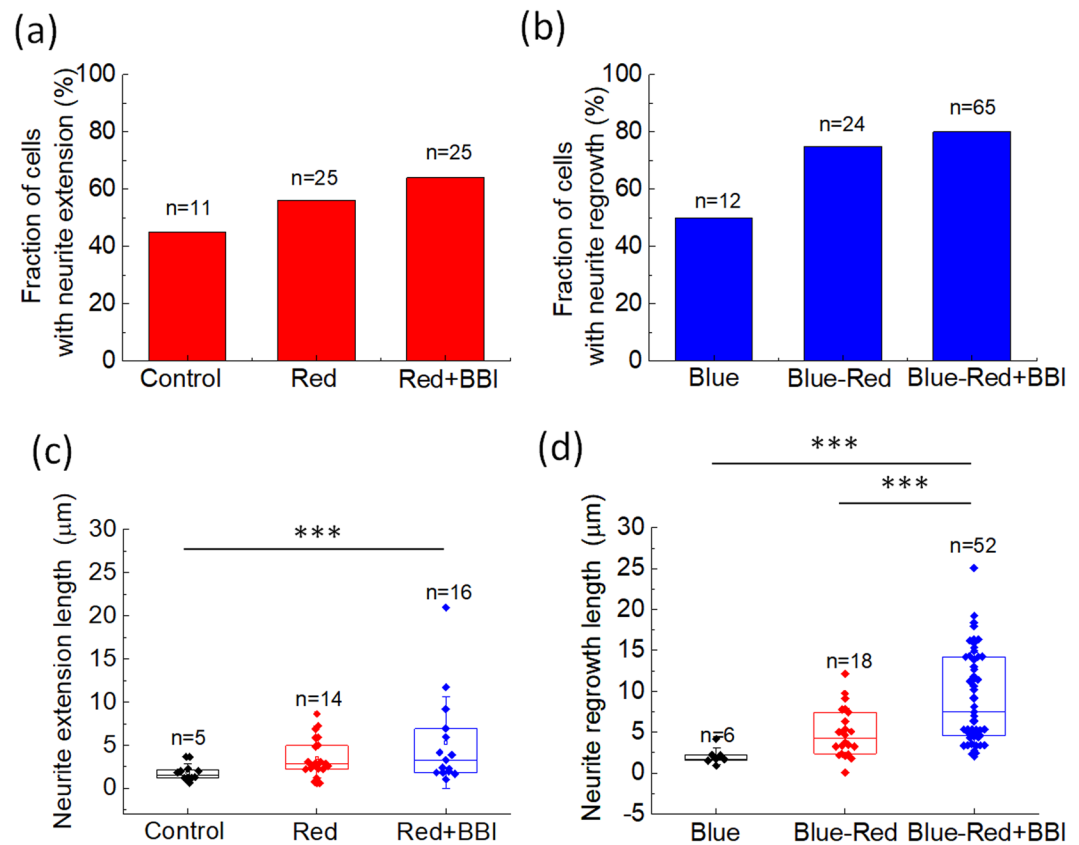 (a)
Fraction of cells
with neurite extension (%)
100
80
60
40
20
0
n=11
n=25
n=25
Control
Red
Red+BBI
(b)
Fraction of cells
with neurite regrowth (%)
100
80
60
40
20
0
n=12
n=24
n=65
Blue
Blue-Red
Blue-Red+BBI
(c)
Neurite extension length (μm)
30
25
20
15
10
5
0
***
n=5
n=14
n=16
Control
Red
Red+BBI
(d)
Neurite regrowth length (μm)
30
25
20
15
10
5
0
-5
***
***
n=6
n=18
n=52
Blue
Blue-Red
Blue-Red+BBI